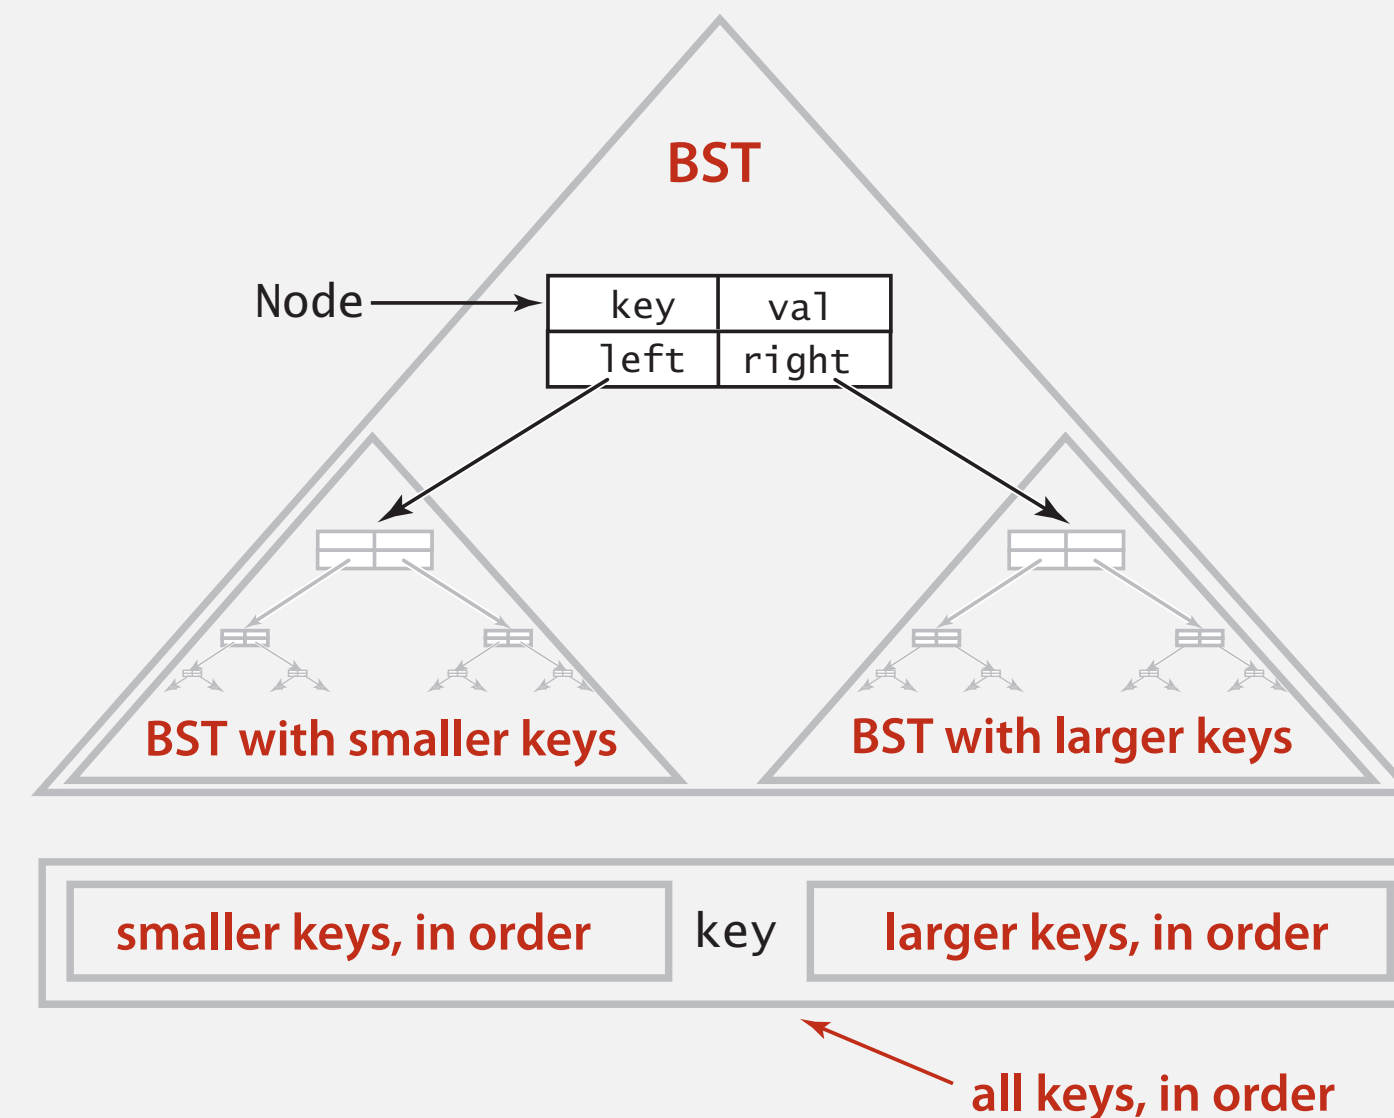 BST
Node
key val
left right
BST with smaller keys
BST with larger keys
smaller keys, in order key larger keys, in order
all keys, in order